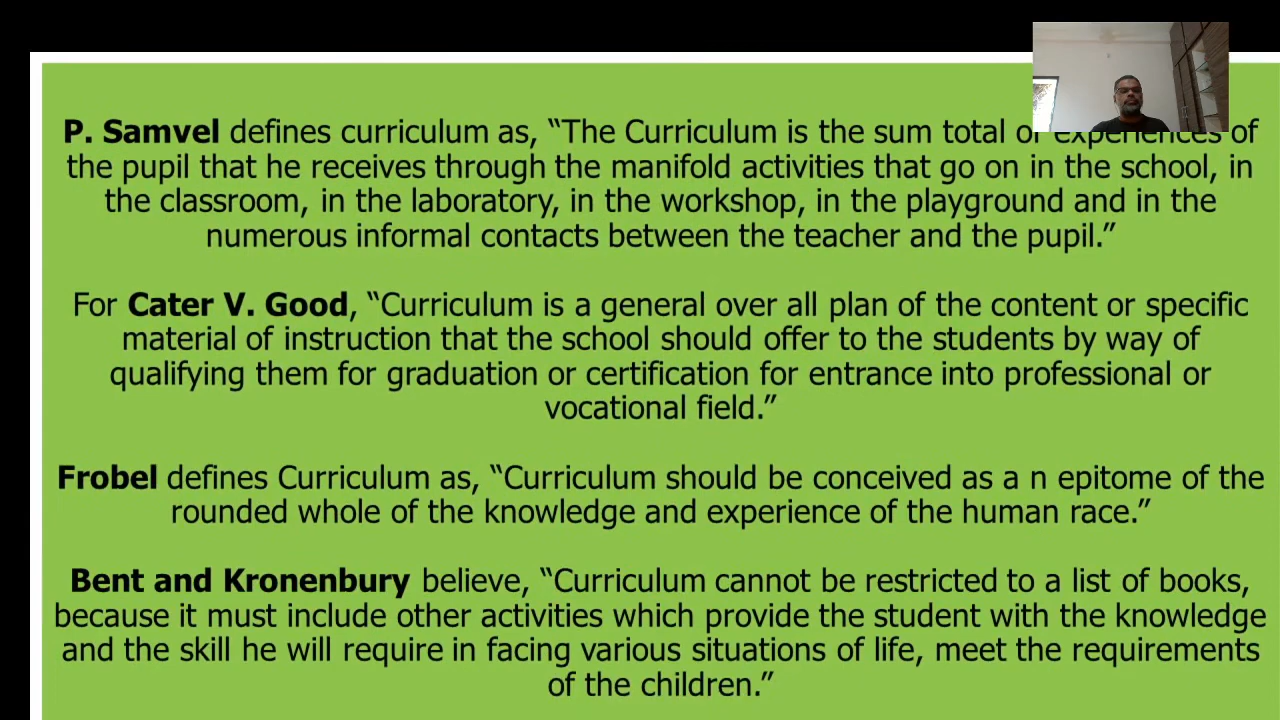 P. Samvel defines curriculum as, “The Curriculum is the sum total of experiences of
the pupil that he receives through the manifold activities that go on in the school, in
the classroom, in the laboratory, in the workshop, in the playground and in the
numerous informal contacts between the teacher and the pupil.”
For Cater V. Good, “Curriculum is a general over all plan of the content or specific
material of instruction that the school should offer to the students by way of
qualifying them for graduation or certification for entrance into professional or
vocational field.”
Frobel defines Curriculum as, “Curriculum should be conceived as a n epitome of the
rounded whole of the knowledge and experience of the human race.”
Bent and Kronenbury believe, “Curriculum cannot be restricted to a list of books,
because it must include other activities which provide the student with the knowledge
and the skill he will require in facing various situations of life, meet the requirements
of the children.”